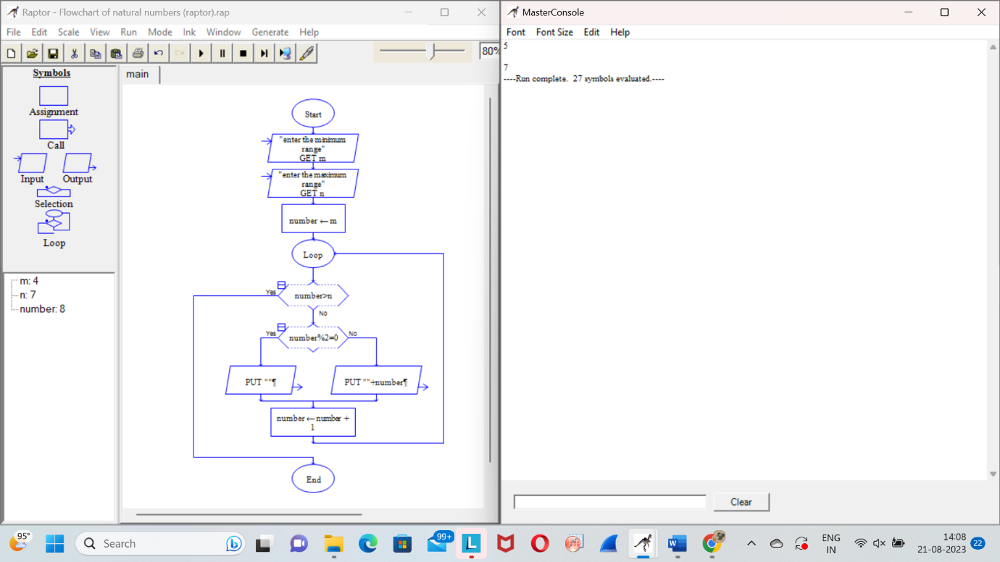 Raptor - Flowchart of natural numbers (raptor).rap
File Edit Scale View Run Mode Ink Window Generate Help
80%
Symbols
Assignment
Call
Input Output
Selection
Loop
m: 4
n: 7
number: 8
main
Start
"enter the minimum
range"
GET m
"enter the maximum
range"
GET n
number ← m
Loop
Yes
number>n
No
Yes
number%2=0
No
PUT ""¶
PUT ""+number¶
number ← number +
1
End
MasterConsole
Font Font Size Edit Help
5
7
----Run complete. 27 symbols evaluated.----
Clear
95°
Search
99+
ENG
IN
14:08
21-08-2023
22